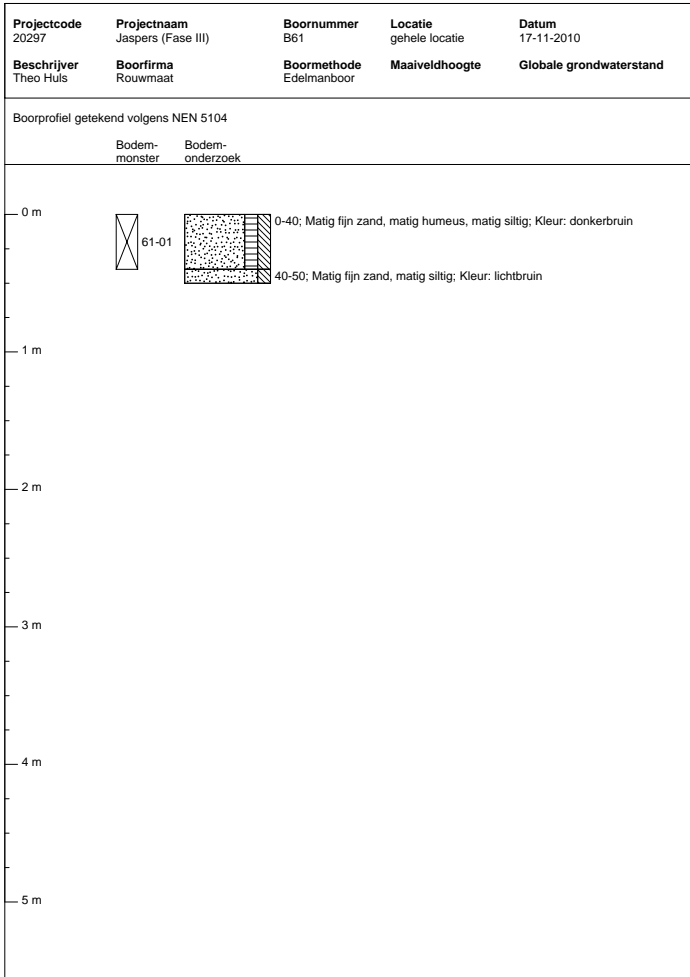 Projectcode Projectnaam Boornummer Locatie Datum
20297 Jaspers (Fase III) B61 gehele locatie 17-11-2010
Beschrijver Boorfirma Boormethode Maaiveldhoogte Globale grondwaterstand
Theo Huls Rouwmaat Edelmanboor
Boorprofiel getekend volgens NEN 5104
Bodem- Bodem-
monster onderzoek
0 m
0-40; Matig fijn zand, matig humeus, matig siltig; Kleur: donkerbruin
61-01
40-50; Matig fijn zand, matig siltig; Kleur: lichtbruin
1 m
2 m
3 m
4 m
5 m